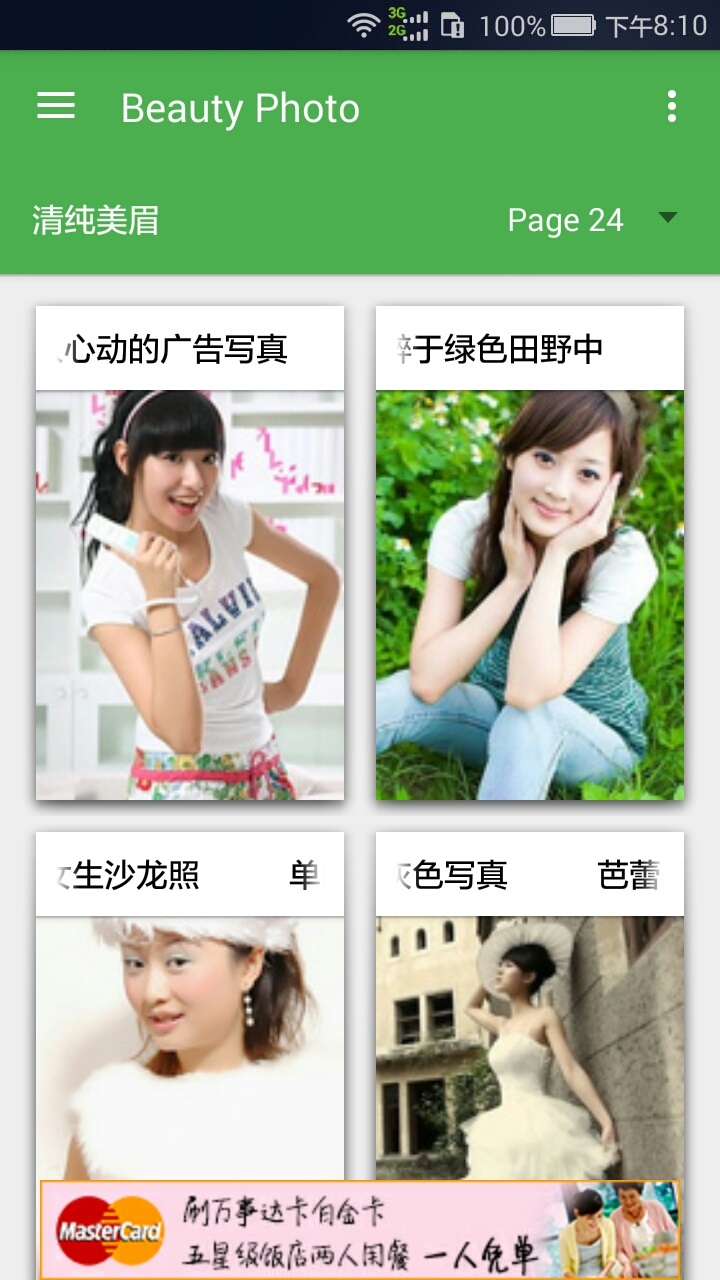 3G
2G
100%
下午8:10
Beauty Photo
清纯美眉
Page 24
心动的广告写真
于绿色田野中
生沙龙照 单
色写真 芭蕾
MasterCard
刷万事达卡白金卡
五星级饭店两人用餐 一人免单